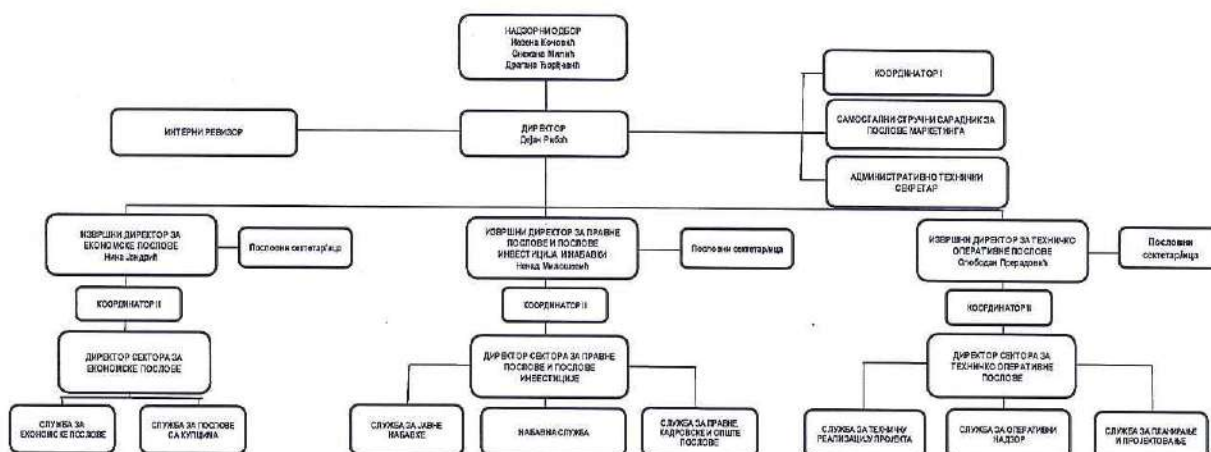 НАДЗОРНИ ОДБОР
Невена Кочовић
Снежана Милић
Драгана Ђорђевић
КООРДИНАТОР I
ИНТЕРНИ РЕВИЗОР
ДИРЕКТОР
Дејан
САМОСТАЛНИ СТРУЧНИ САРАДНИК ЗА
ПОСЛОВЕ МАРКЕТИНГА
АДМИНИСТРАТИВНО ТЕХНИЧКИ
СЕКРЕТАР
ИЗВРШНИ ДИРЕКТОР ЗА
ЕКОНОМСКЕ ПОСЛОВЕ
Нина Јандрић
Пословни секретар/ица
ИЗВРШНИ ДИРЕКТОР ЗА ПРАВНЕ
ПОСЛОВЕ И ПОСЛОВЕ
ИНВЕСТИЦИЈА И НАБАВКИ
Ненад Милошевић
Пословни секретар/ица
ИЗВРШНИ ДИРЕКТОР ЗА ТЕХНИЧКО
ОПЕРАТИВНЕ ПОСЛОВЕ
Слободан Прерадовић
Пословни
секретар/ица
КООРДИНАТОР II
КООРДИНАТОР II
КООРДИНАТОР II
ДИРЕКТОР СЕКТОРА ЗА
ЕКОНОМСКЕ ПОСЛОВЕ
ДИРЕКТОР СЕКТОРА ЗА ПРАВНЕ
ПОСЛОВЕ И ПОСЛОВЕ
ИНВЕСТИЦИЈЕ
ДИРЕКТОР СЕКТОРА ЗА
ТЕХНИЧКО ОПЕРАТИВНЕ
ПОСЛОВЕ
СЛУЖБА ЗА
ЕКОНОМСКЕ ПОСЛОВЕ
СЛУЖБА ЗА ПОСЛОВЕ
СА КУПЦИМА
СЛУЖБА ЗА ЈАВНЕ
НАБАВКЕ
НАБАВНА СЛУЖБА
СЛУЖБА ЗА ПРАВНЕ,
КАДРОВСКЕ И ОПШТЕ
ПОСЛОВЕ
СЛУЖБА ЗА ТЕХНИЧКУ
РЕАЛИЗАЦИЈУ ПРОЈЕКТА
СЛУЖБА ЗА ОПЕРАТИВНИ
НАДЗОР
СЛУЖБА ЗА ПЛАНИРАЊЕ
И ПРОЈЕКТОВАЊЕ